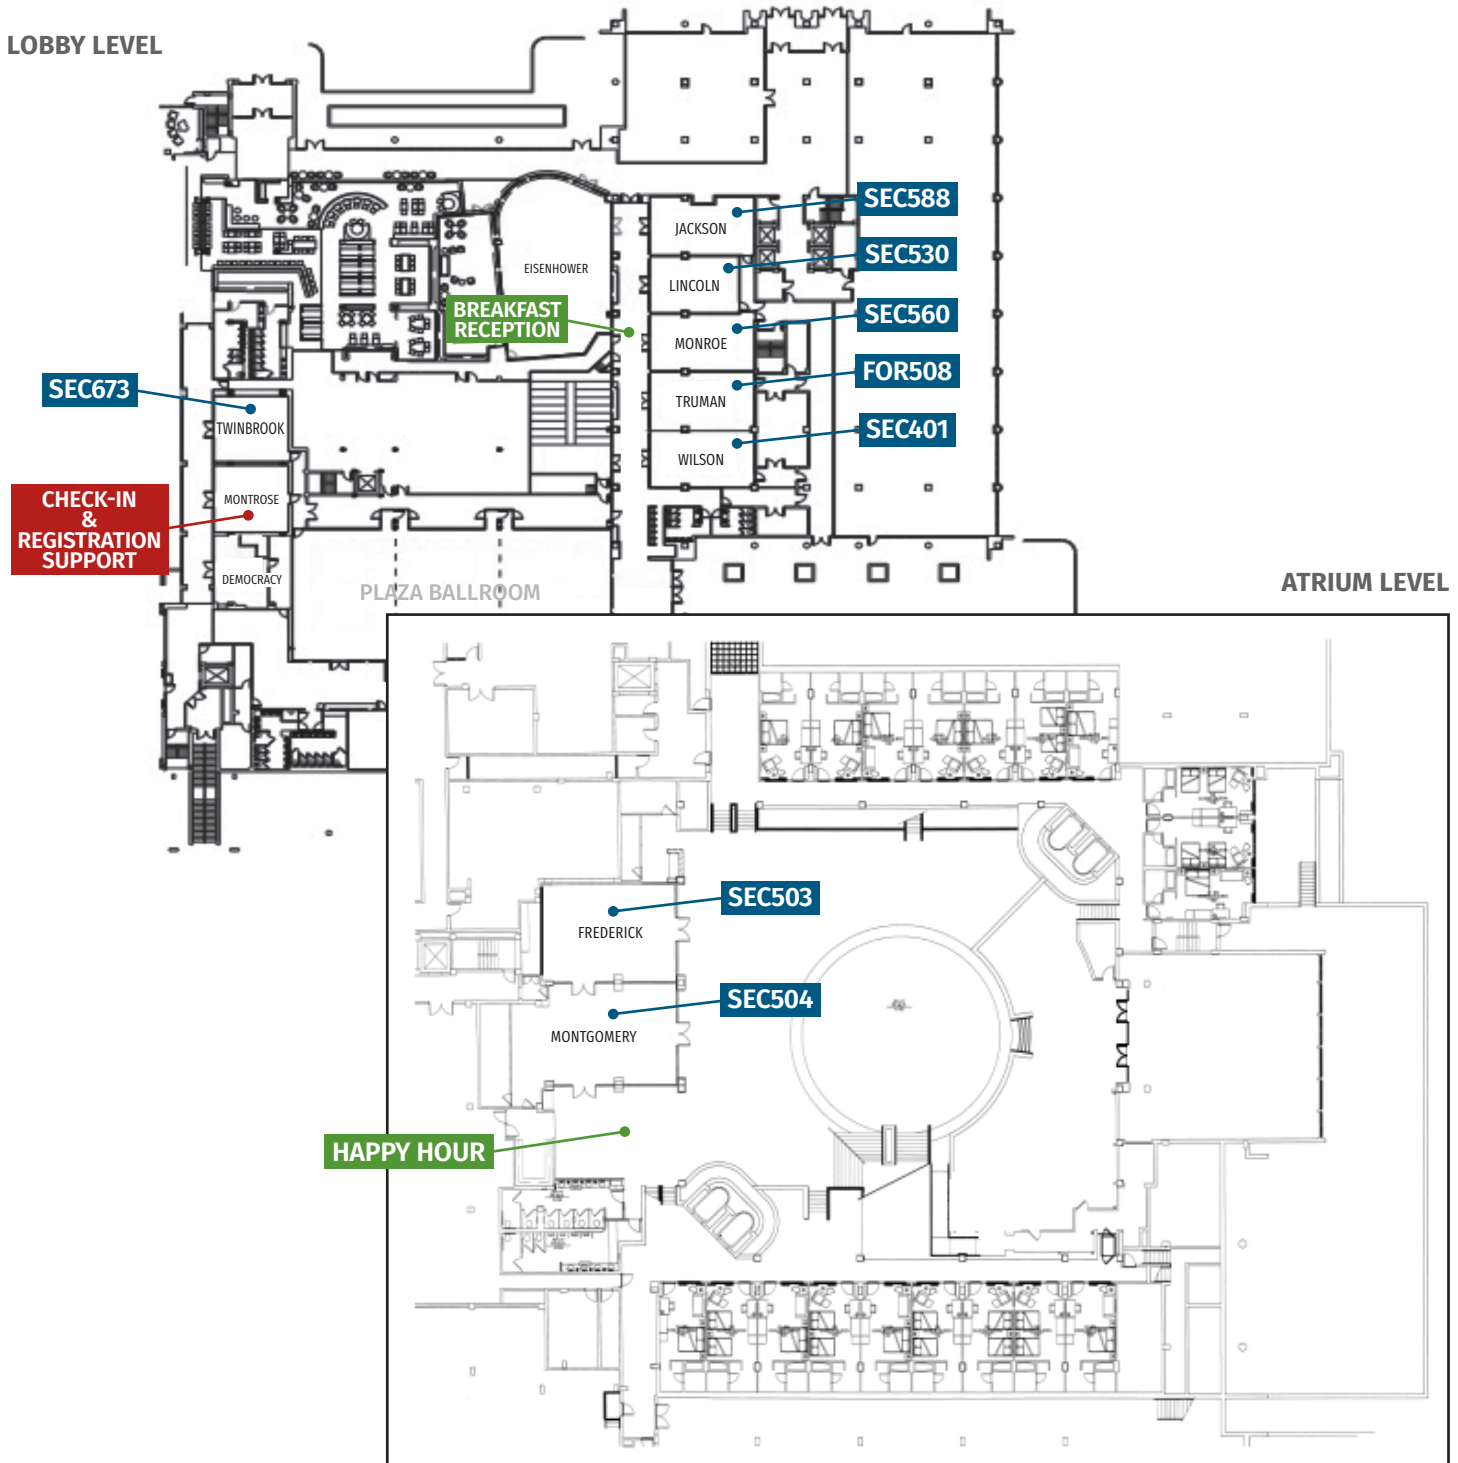 LOBBY LEVEL
SEC588
JACKSON
SEC530
EISENHOWER
LINCOLN
BREAKFAST
RECEPTION
SEC560
MONROE
FOR508
SEC673
TRUMAN
TWINBROOK
SEC401
WILSON
CHECK-IN
&
REGISTRATION
SUPPORT
MONTROSE
DEMOCRACY
PLAZA BALLROOM
ATRIUM LEVEL
SEC503
FREDERICK
SEC504
MONTGOMERY
HAPPY HOUR